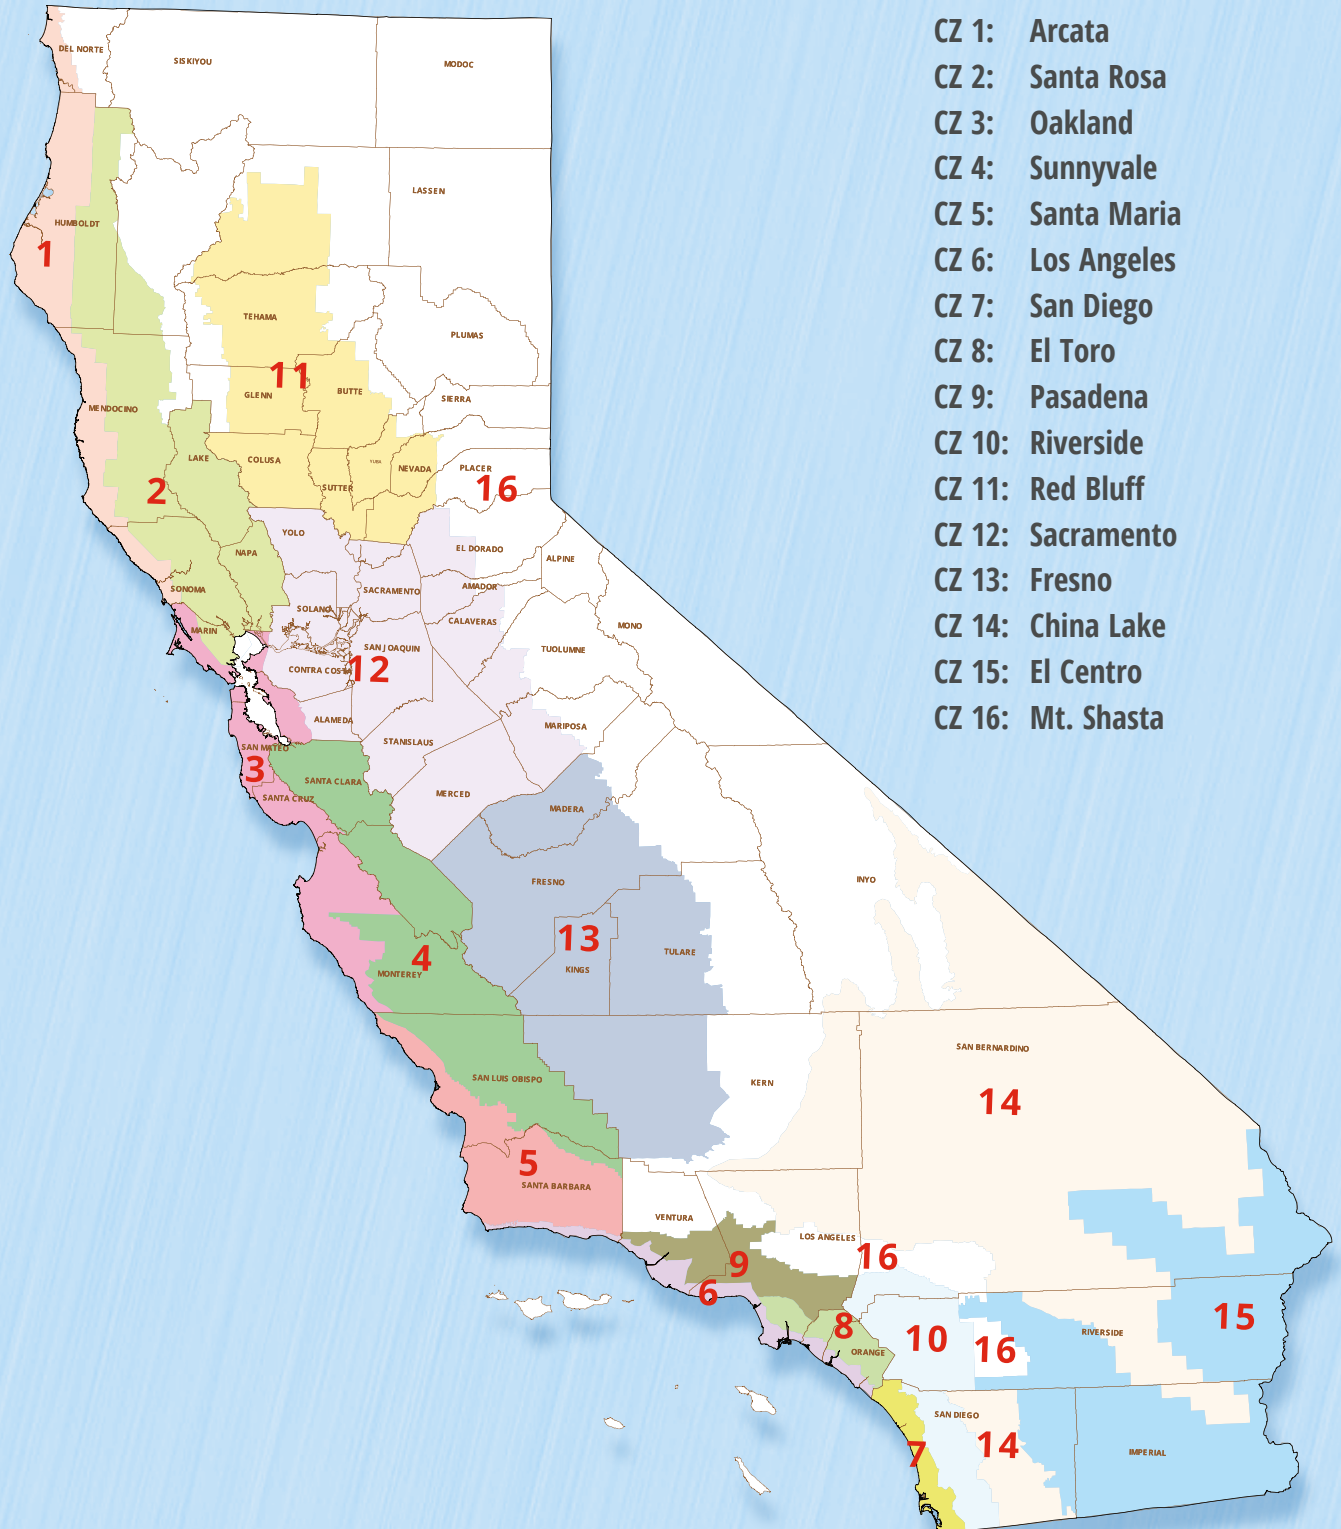 CZ 1: Arcata
CZ 2: Santa Rosa
CZ 3: Oakland
CZ 4: Sunnyvale
CZ 5: Santa Maria
CZ 6: Los Angeles
CZ 7: San Diego
CZ 8: El Toro
CZ 9: Pasadena
CZ 10: Riverside
CZ 11: Red Bluff
CZ 12: Sacramento
CZ 13: Fresno
CZ 14: China Lake
CZ 15: El Centro
CZ 16: Mt. Shasta
DEL NORTE
SISKIYOU
MODOC
LASSEN
HUMBOLDT
1
TEHAMA
PLUMAS
11
GLENN
BUTTE
SIERRA
MENDOCINO
LAKE
COLUSA
YUBA
NEVADA
PLACER
2
SUTTER
16
YOLO
NAPA
EL DORADO
ALPINE
SONOMA
SACRAMENTO
AMADOR
SOLANO
CALAVERAS
MONO
MARIN
SAN JOAQUIN
TUOLUMNE
CONTRA COSTA
12
ALAMEDA
MARIPOSA
STANISLAUS
SAN MATEO
3
SANTA CLARA
SANTA CRUZ
MERCED
MADERA
FRESNO
INYO
13
TULARE
4
MONTEREY
KINGS
SAN BERNARDINO
SAN LUIS OBISPO
KERN
14
5
SANTA BARBARA
VENTURA
LOS ANGELES
16
9
6
8
ORANGE
10
16
RIVERSIDE
15
SAN DIEGO
14
7
IMPERIAL